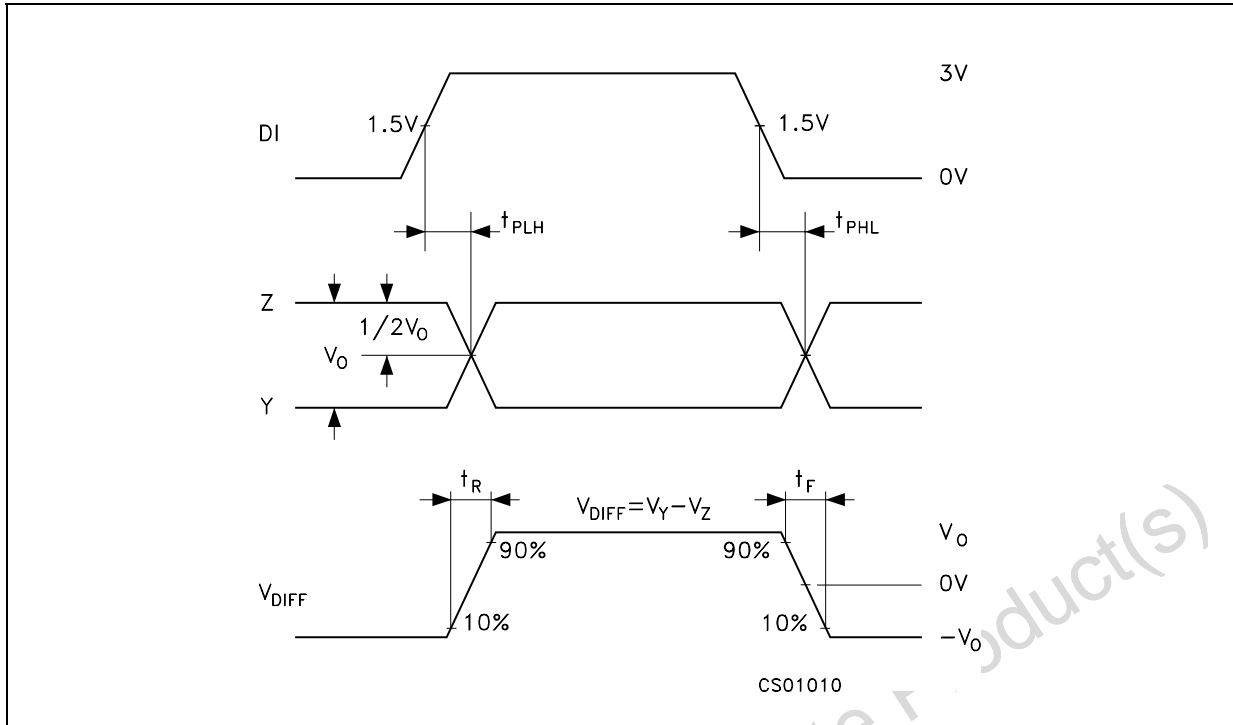 3V
1.5V
1.5V
DI
0V
tPLH
tPHL
Z
1/2VO
VO
Y
tR
tF
VDIFF=VY-VZ
VO
90%
90%
0V
VDIFF
10%
10%
-VO
CS01010